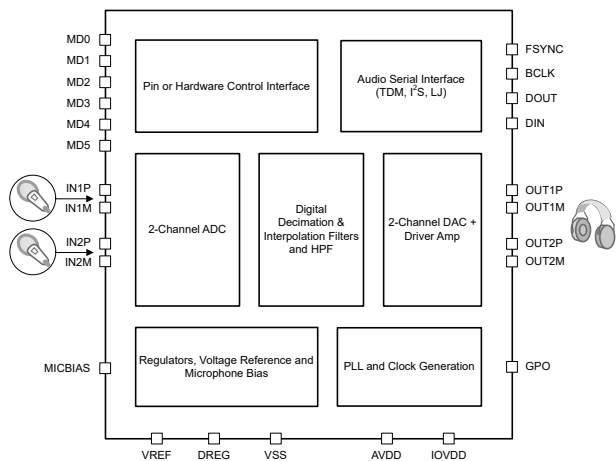 MD0
MD1
MD2
MD3
MD4
MD5
IN1P
IN1M
IN2P
IN2M
MICBIAS
Pin or Hardware Control Interface
Audio Serial Interface
(TDM, I²S, LJ)
2-Channel ADC
Digital
Decimation &
Interpolation Filters
and HPF
2-Channel DAC +
Driver Amp
Regulators, Voltage Reference and
Microphone Bias
PLL and Clock Generation
FSYNC
BCLK
DOUT
DIN
OUT1P
OUT1M
OUT2P
OUT2M
GPO
VREF
DREG
VSS
AVDD
IOVDD